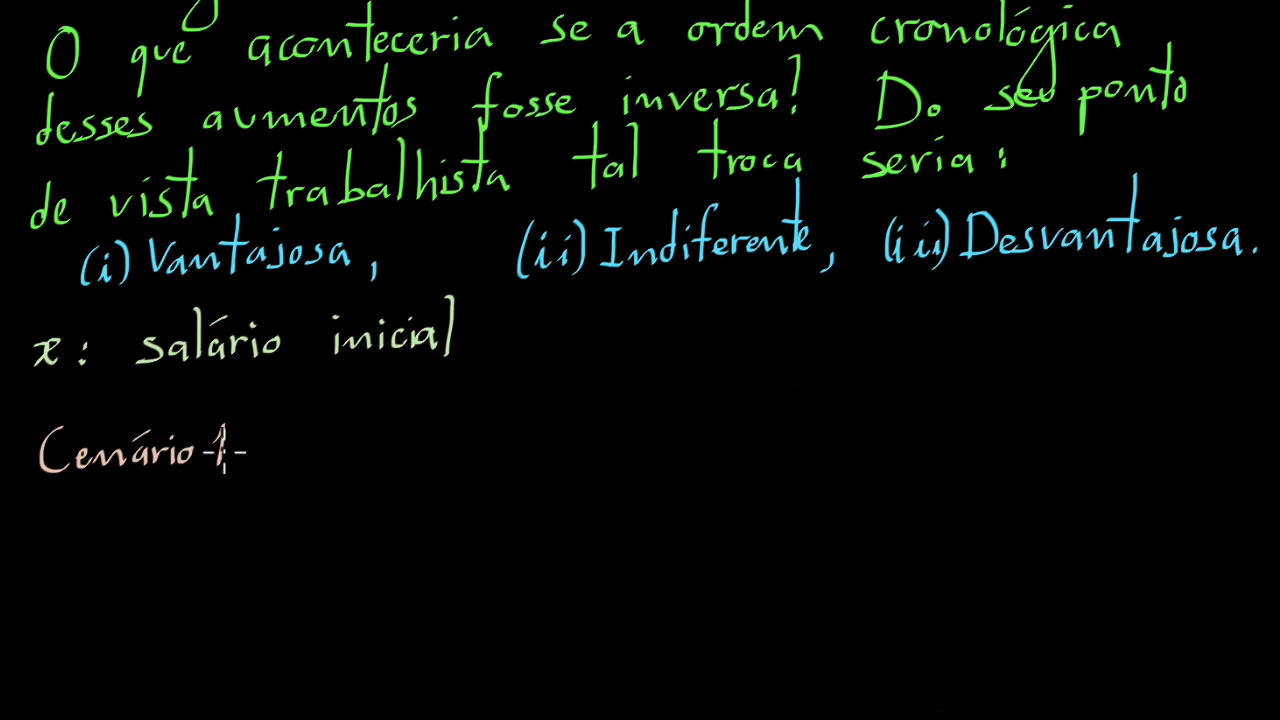 O que aconteceria se a ordem cronológica
desses aumentos fosse inversa? Do seu ponto
de vista trabalhista tal troca seria:
(i) Vantajosa, (ii) Indiferente, (iii) Desvantajosa.
x: salário inicial
Cenário 1